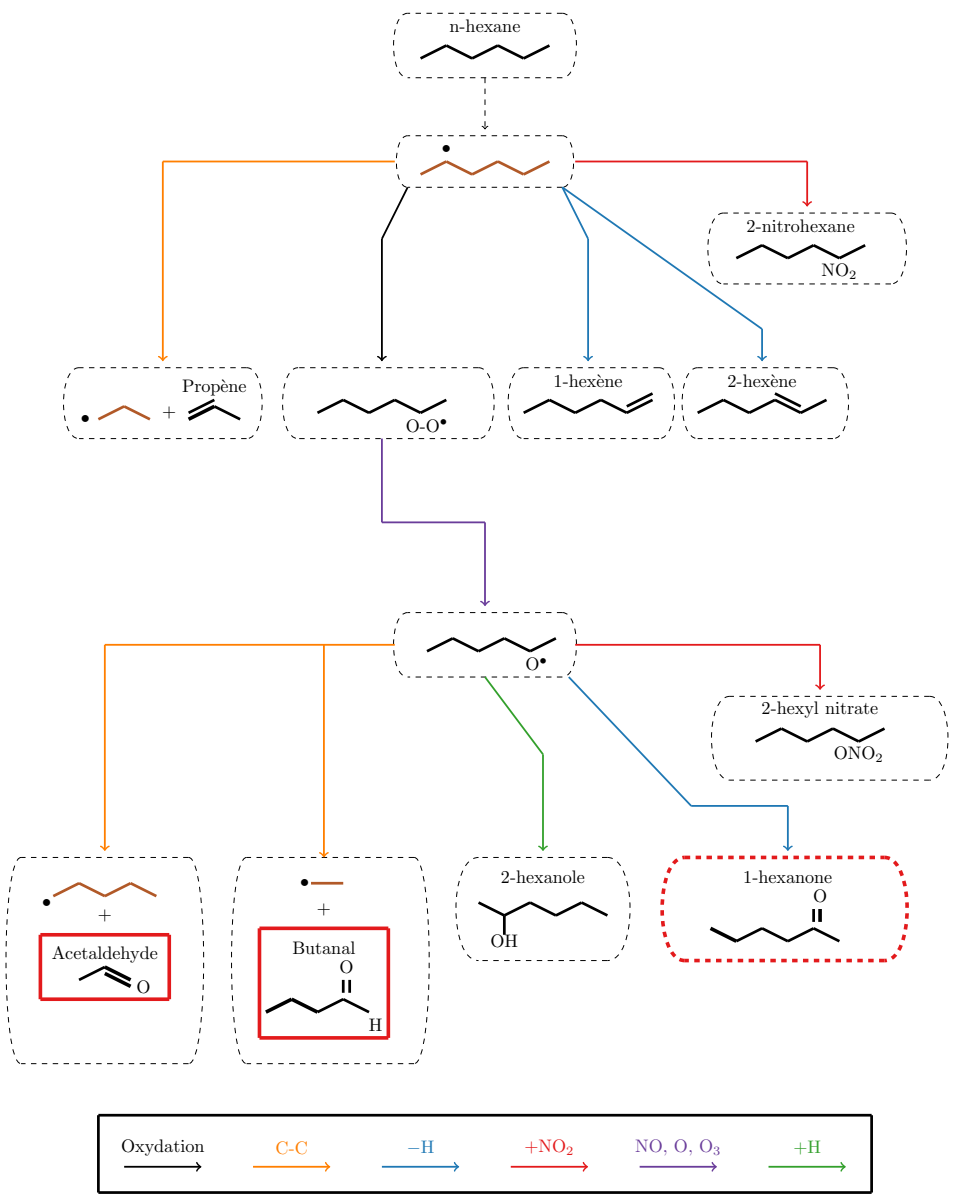 n-hexane
2-nitrohexane
NO₂
Propène
+
O-O•
1-hexène
2-hexène
O•
2-hexyl nitrate
ONO₂
+
Acetaldehyde
O
+
Butanal
O
H
2-hexanole
OH
1-hexanone
O
Oxydation C-C −H +NO₂ NO, O, O₃ +H